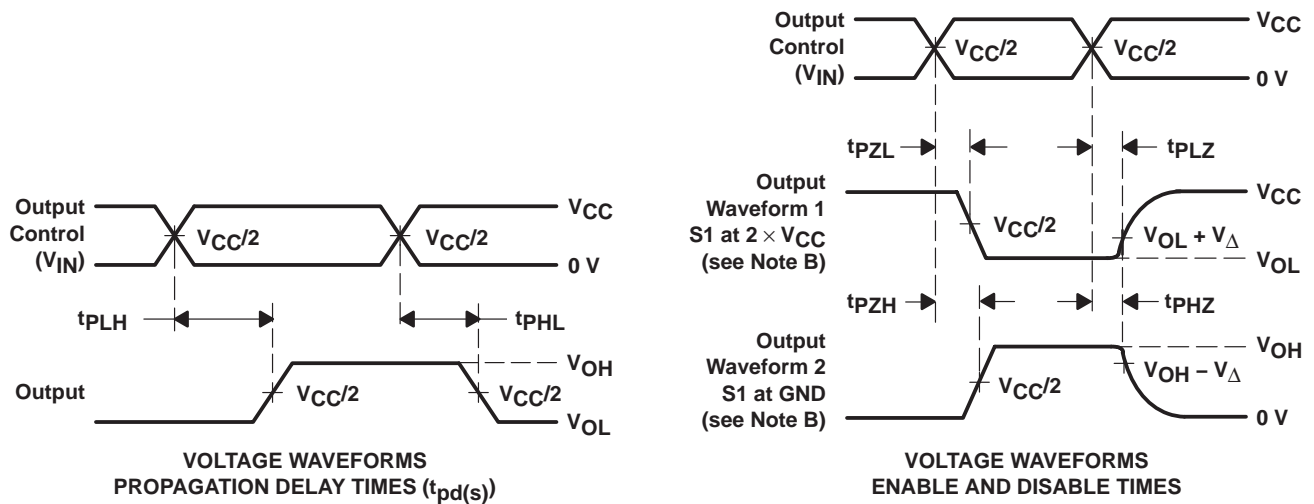 Output
Control
(VIN)
VCC
VCC/2
VCC/2
0 V
tPLH
tPHL
Output
VOH
VCC/2
VCC/2
VOL
VOLTAGE WAVEFORMS
PROPAGATION DELAY TIMES (tpd(s))
Output
Control
(VIN)
VCC
VCC/2
VCC/2
0 V
tPZL
tPLZ
Output
Waveform 1
S1 at 2 × VCC
(see Note B)
VCC
VCC/2
VOL + VΔ
VOL
tPZH
tPHZ
Output
Waveform 2
S1 at GND
(see Note B)
VOH
VOH − VΔ
VCC/2
0 V
VOLTAGE WAVEFORMS
ENABLE AND DISABLE TIMES